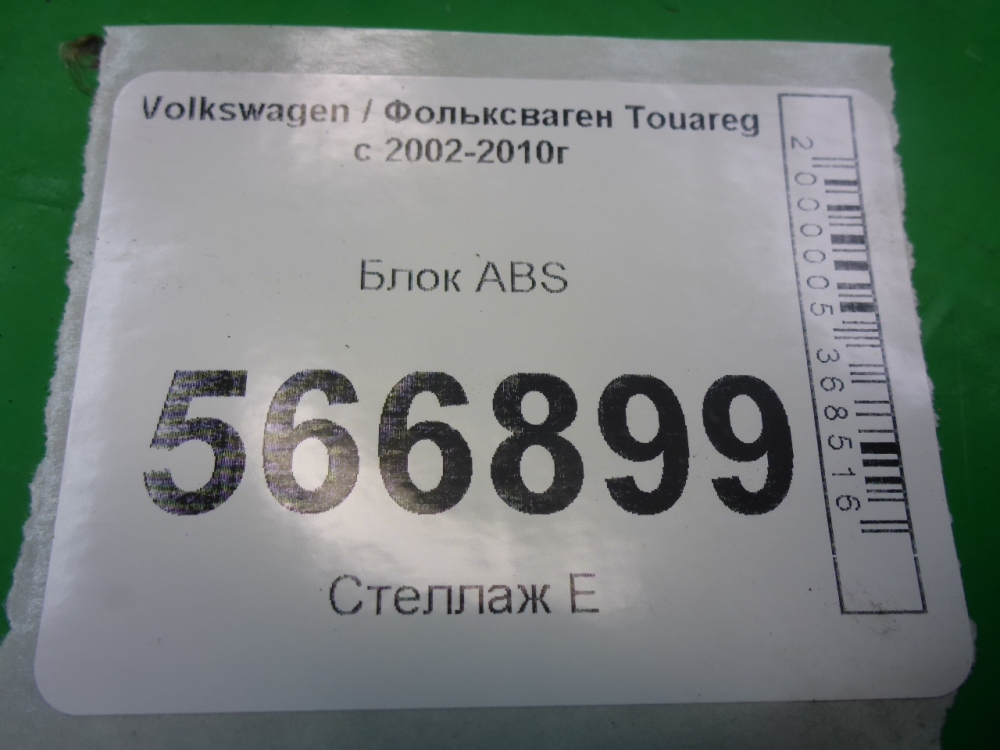 Volkswagen / Фольксваген Touareg
с 2002-2010г
Блок ABS
566899
Стеллаж Е
2000005368516